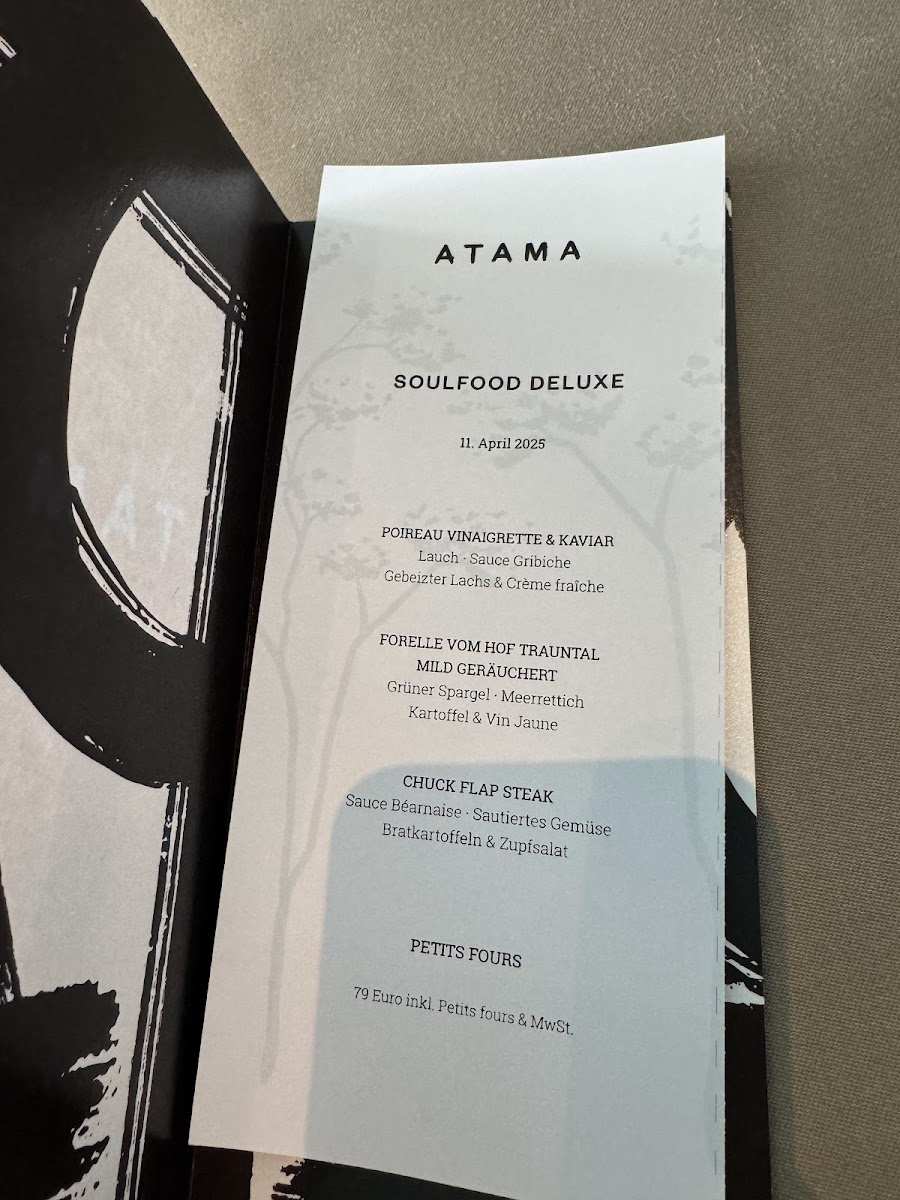 ATAMA
SOULFOOD DELUXE
11. April 2025
POIREAU VINAIGRETTE & KAVIAR
Lauch · Sauce Gribiche
Gebeizter Lachs & Crème fraîche
FORELLE VOM HOF TRAUNTAL
MILD GERÄUCHERT
Grüner Spargel · Meerrettich
Kartoffel & Vin Jaune
CHUCK FLAP STEAK
Sauce Béarnaise · Sautiertes Gemüse
Bratkartoffeln & Zupfsalat
PETITS FOURS
79 Euro inkl. Petits fours & MwSt.